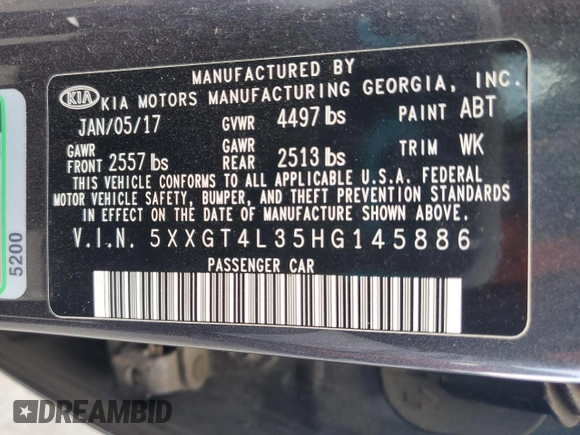 MANUFACTURED BY
KIA KIA MOTORS MANUFACTURING GEORGIA, INC.
JAN/05/17 GVWR 4497 lbs PAINT ABT
GAWR FRONT 2557 lbs GAWR REAR 2513 lbs TRIM WK
THIS VEHICLE CONFORMS TO ALL APPLICABLE U.S.A. FEDERAL
MOTOR VEHICLE SAFETY, BUMPER, AND THEFT PREVENTION STANDARDS
IN EFFECT ON THE DATE OF MANUFACTURE SHOWN ABOVE.
V.I.N. 5XXGT4L35HG145886
PASSENGER CAR
5200
DREAMBID